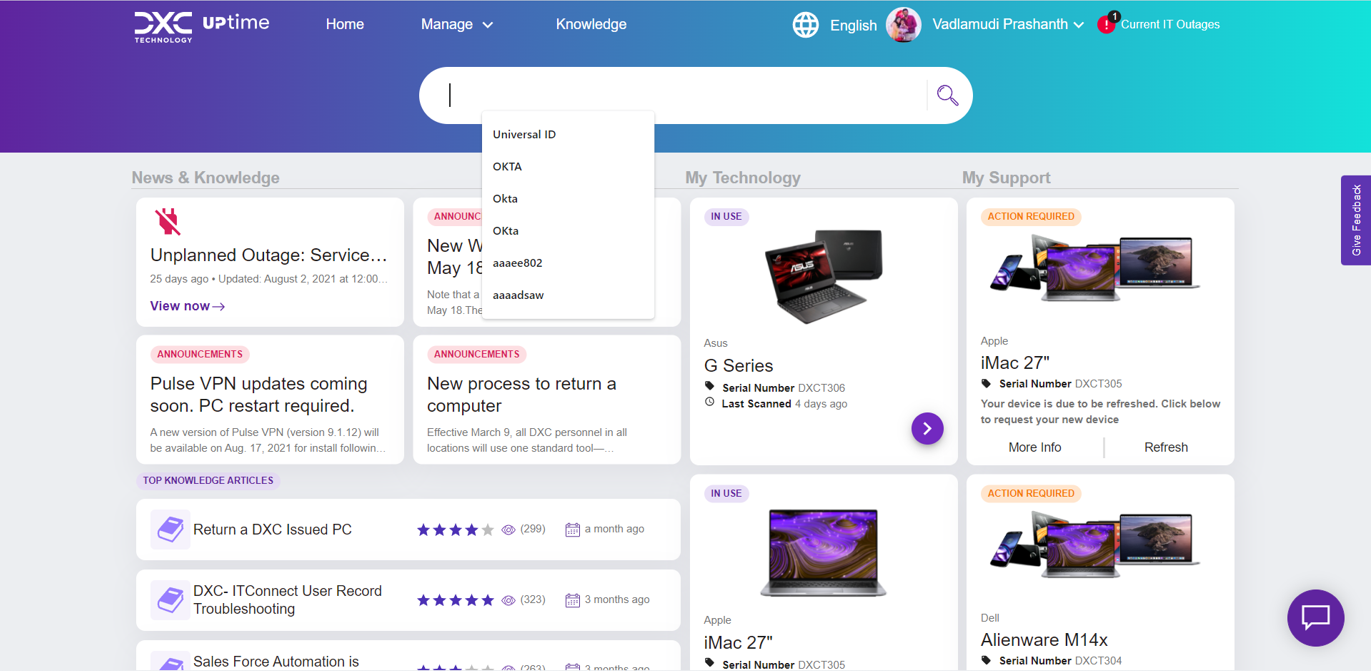 DXC
TECHNOLOGY
UPtime
Home
Manage
Knowledge
English
Vadlamudi Prashanth
1
Current IT Outages
Universal ID
OKTA
Okta
OKta
aaaee802
aaaadsaw
News & Knowledge
Unplanned Outage: Service...
25 days ago • Updated: August 2, 2021 at 12:00...
View now
ANNOUNC
New W
May 18
Note that a
May 18.The
ANNOUNCEMENTS
Pulse VPN updates coming
soon. PC restart required.
A new version of Pulse VPN (version 9.1.12) will
be available on Aug. 17, 2021 for install followin...
ANNOUNCEMENTS
New process to return a
computer
Effective March 9, all DXC personnel in all
locations will use one standard tool—...
TOP KNOWLEDGE ARTICLES
Return a DXC Issued PC
(299)
a month ago
DXC- ITConnect User Record
Troubleshooting
(323)
3 months ago
Sales Force Automation is
(263)
3 months ago
My Technology
IN USE
ASUS
Asus
G Series
Serial Number DXCT306
Last Scanned 4 days ago
IN USE
Apple
iMac 27"
Serial Number DXCT305
My Support
ACTION REQUIRED
Apple
iMac 27"
Serial Number DXCT305
Your device is due to be refreshed. Click below
to request your new device
More Info
Refresh
ACTION REQUIRED
Dell
Alienware M14x
Serial Number DXCT304
Give Feedback